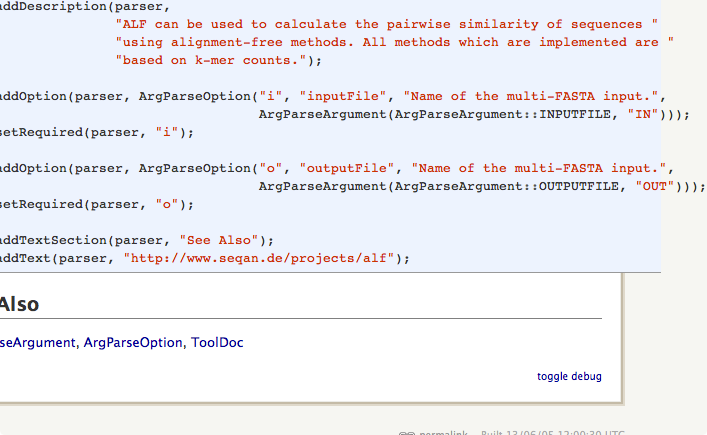 addDescription(parser,
"ALF can be used to calculate the pairwise similarity of sequences "
"using alignment-free methods. All methods which are implemented are "
"based on k-mer counts.");
addOption(parser, ArgParseOption("i", "inputFile", "Name of the multi-FASTA input.",
ArgParseArgument(ArgParseArgument::INPUTFILE, "IN")));
setRequired(parser, "i");
addOption(parser, ArgParseOption("o", "outputFile", "Name of the multi-FASTA input.",
ArgParseArgument(ArgParseArgument::OUTPUTFILE, "OUT")));
setRequired(parser, "o");
addTextSection(parser, "See Also");
addText(parser, "http://www.seqan.de/projects/alf");
Also
seArgument, ArgParseOption, ToolDoc
toggle debug
permalink Built 13/06/05 12:00:30 UTC